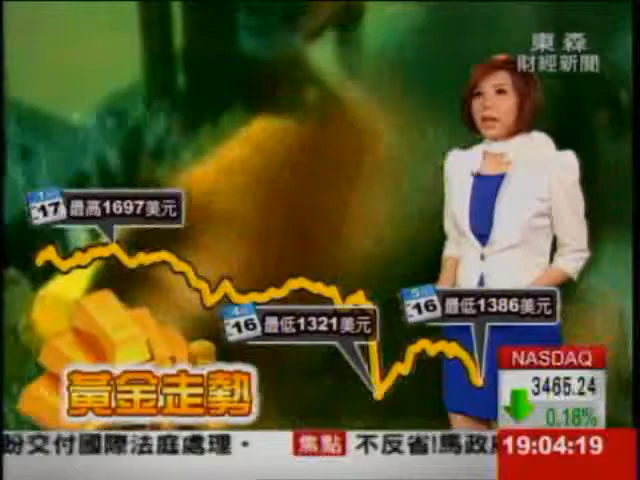 東森
財經新聞
17
最高1697美元
16
最低1321美元
5
16
最低1386美元
黃金走勢
NASDAQ
3465.24
0.18%
盼交付國際法庭處理。 焦點 不反省!馬政府
19:04:19